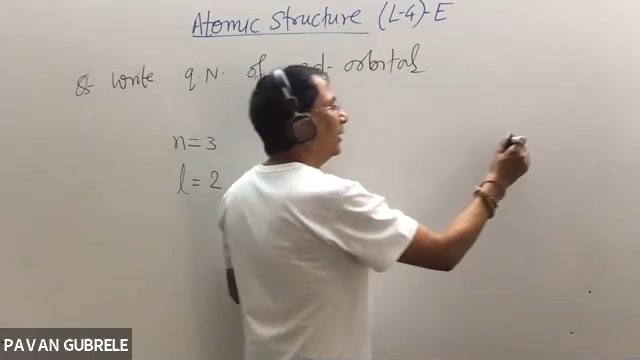 Atomic Structure (L-4)-E
Q- Write q.N. of d- orbital
n=3
l=2
PAVAN GUBRELE